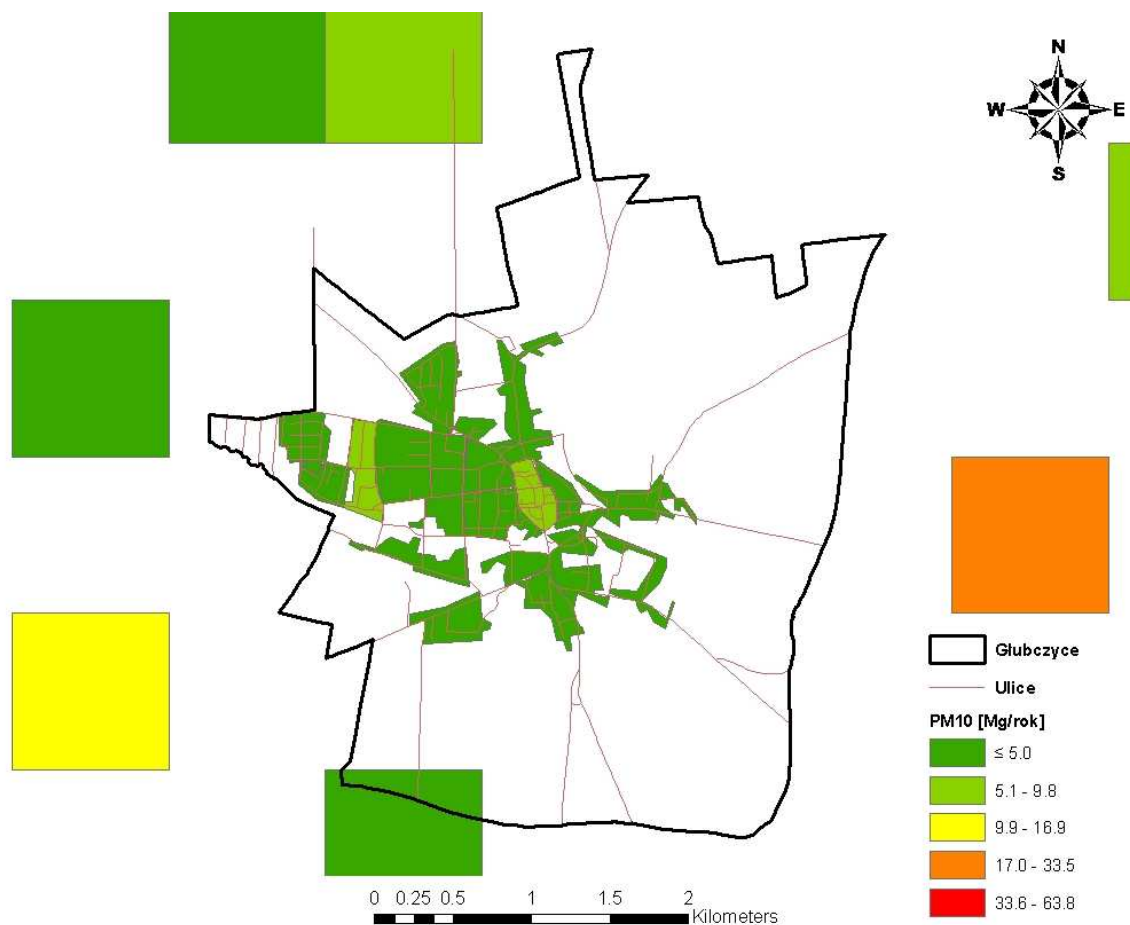 N
W E
S
Głubczyce
Ulice
PM10 [Mg/rok]
≤ 5.0
5.1 - 9.8
9.9 - 16.9
17.0 - 33.5
33.6 - 63.8
0 0.25 0.5 1 1.5 2
Kilometers